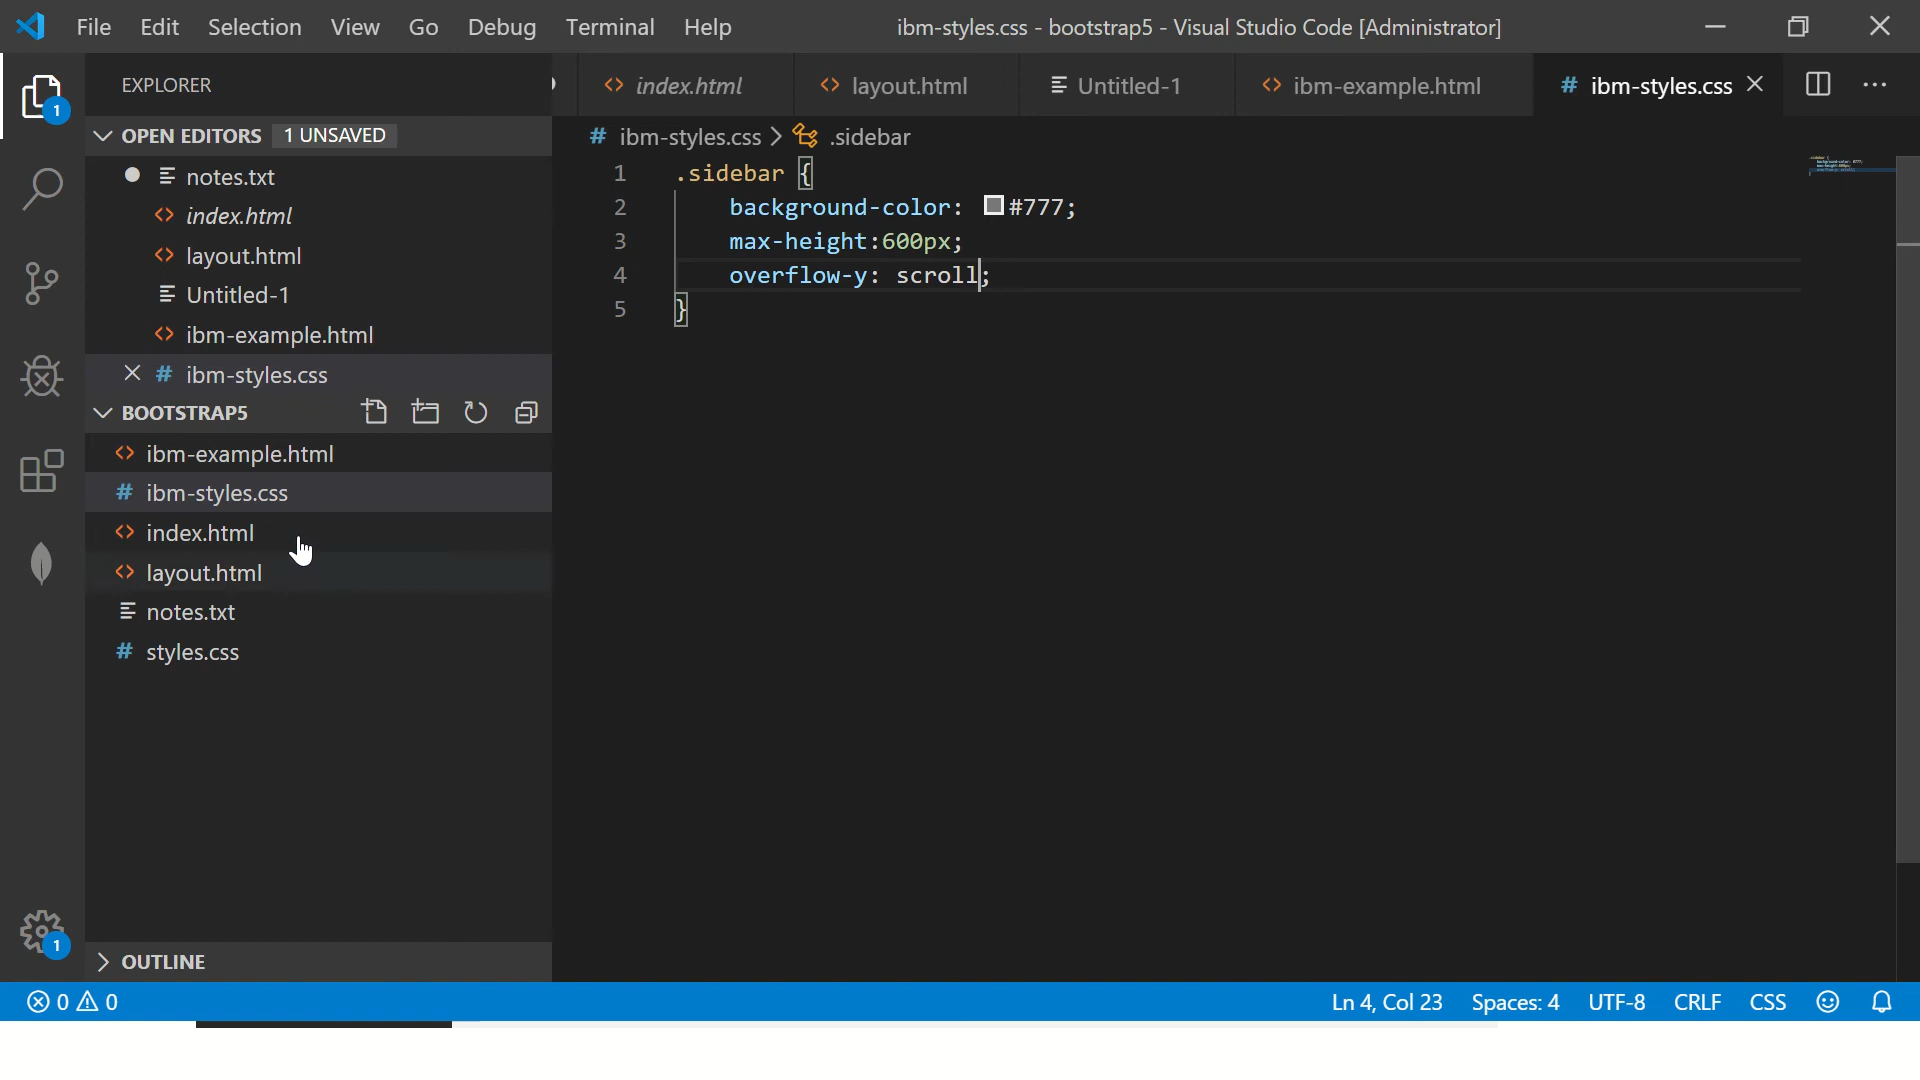 File Edit Selection View Go Debug Terminal Help
ibm-styles.css - bootstrap5 - Visual Studio Code [Administrator]
EXPLORER
1
OPEN EDITORS 1 UNSAVED
notes.txt
index.html
layout.html
Untitled-1
ibm-example.html
ibm-styles.css
BOOTSTRAP5
ibm-example.html
ibm-styles.css
index.html
layout.html
notes.txt
styles.css
1
OUTLINE
index.html layout.html Untitled-1 ibm-example.html # ibm-styles.css
# ibm-styles.css > .sidebar
1 .sidebar {
2 background-color: #777;
3 max-height:600px;
4 overflow-y: scroll;
5 }
0 0 Ln 4, Col 23 Spaces: 4 UTF-8 CRLF CSS